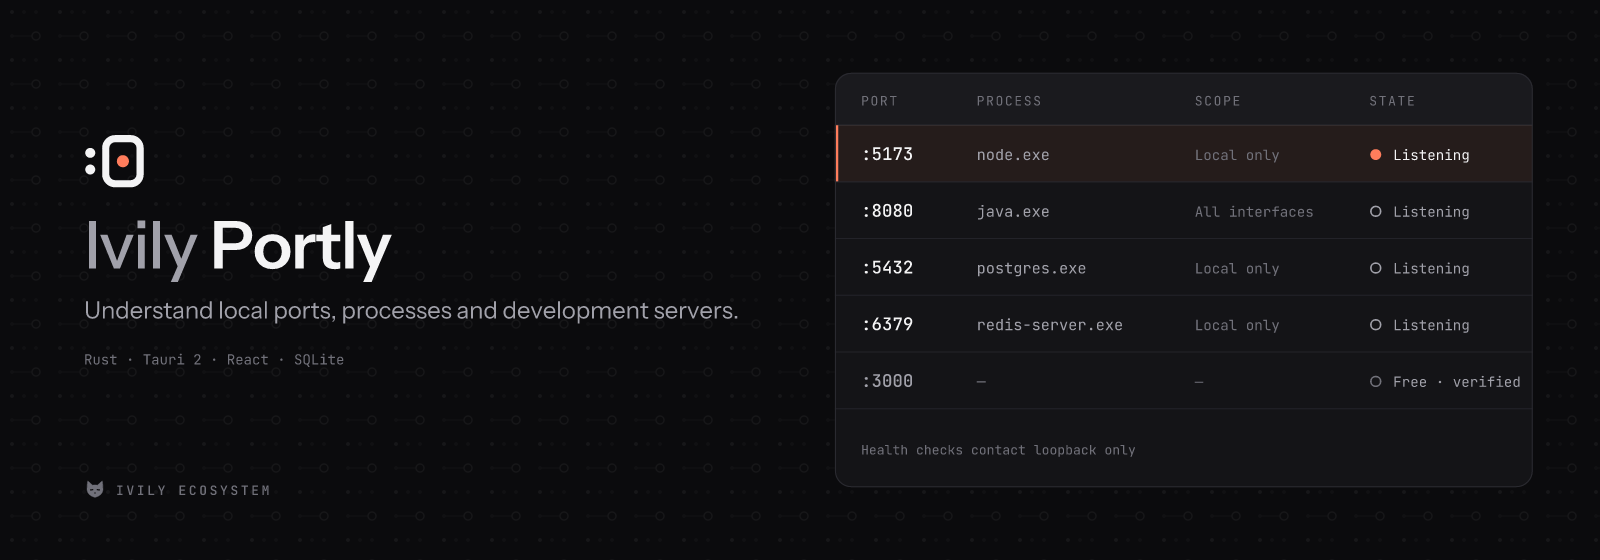 Ivily Portly
Understand local ports, processes and development servers.
Rust · Tauri 2 · React · SQLite
IVILY ECOSYSTEM
PORT PROCESS SCOPE STATE
:5173 node.exe Local only Listening
:8080 java.exe All interfaces Listening
:5432 postgres.exe Local only Listening
:6379 redis-server.exe Local only Listening
:3000 — — Free · verified
Health checks contact loopback only